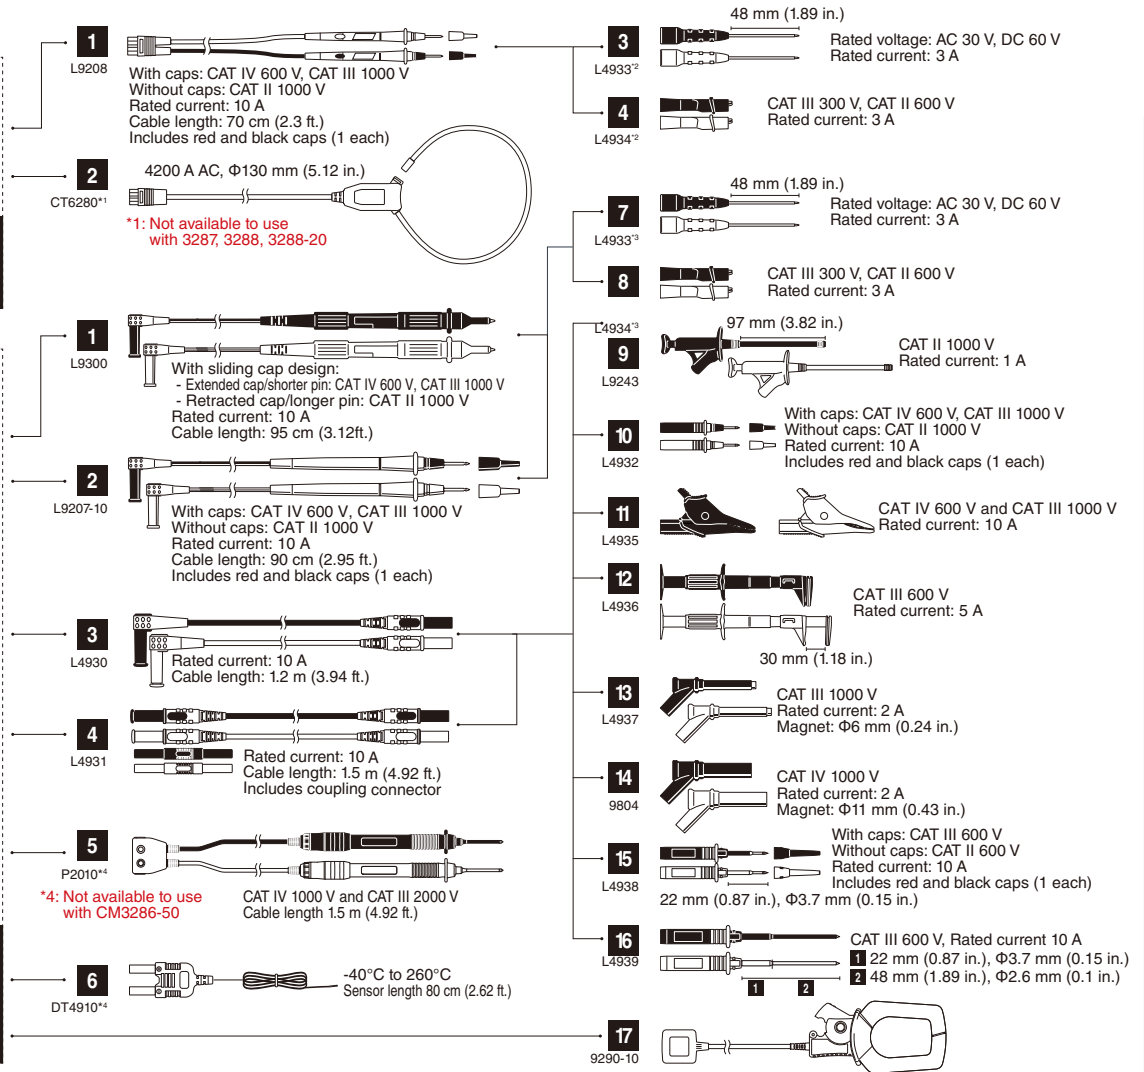 1
L9208
With caps: CAT IV 600 V, CAT III 1000 V
Without caps: CAT II 1000 V
Rated current: 10 A
Cable length: 70 cm (2.3 ft.)
Includes red and black caps (1 each)
2
CT6280*1
4200 A AC, Φ130 mm (5.12 in.)
*1: Not available to use
with 3287, 3288, 3288-20
3
L4933*2
48 mm (1.89 in.)
Rated voltage: AC 30 V, DC 60 V
Rated current: 3 A
4
L4934*2
CAT III 300 V, CAT II 600 V
Rated current: 3 A
1
L9300
With sliding cap design:
- Extended cap/shorter pin: CAT IV 600 V, CAT III 1000 V
- Retracted cap/longer pin: CAT II 1000 V
Rated current: 10 A
Cable length: 95 cm (3.12ft.)
2
L9207-10
With caps: CAT IV 600 V, CAT III 1000 V
Without caps: CAT II 1000 V
Rated current: 10 A
Cable length: 90 cm (2.95 ft.)
Includes red and black caps (1 each)
3
L4930
Rated current: 10 A
Cable length: 1.2 m (3.94 ft.)
4
L4931
Rated current: 10 A
Cable length: 1.5 m (4.92 ft.)
Includes coupling connector
5
P2010*4
*4: Not available to use
with CM3286-50
CAT IV 1000 V and CAT III 2000 V
Cable length 1.5 m (4.92 ft.)
6
DT4910*4
-40°C to 260°C
Sensor length 80 cm (2.62 ft.)
7
L4933*3
48 mm (1.89 in.)
Rated voltage: AC 30 V, DC 60 V
Rated current: 3 A
8
L4934*3
CAT III 300 V, CAT II 600 V
Rated current: 3 A
9
L9243
97 mm (3.82 in.)
CAT II 1000 V
Rated current: 1 A
10
L4932
With caps: CAT IV 600 V, CAT III 1000 V
Without caps: CAT II 1000 V
Rated current: 10 A
Includes red and black caps (1 each)
11
L4935
CAT IV 600 V and CAT III 1000 V
Rated current: 10 A
12
L4936
CAT III 600 V
Rated current: 5 A
30 mm (1.18 in.)
13
L4937
CAT III 1000 V
Rated current: 2 A
Magnet: Φ6 mm (0.24 in.)
14
9804
CAT IV 1000 V
Rated current: 2 A
Magnet: Φ11 mm (0.43 in.)
15
L4938
With caps: CAT III 600 V
Without caps: CAT II 600 V
Rated current: 10 A
Includes red and black caps (1 each)
22 mm (0.87 in.), Φ3.7 mm (0.15 in.)
16
L4939
CAT III 600 V, Rated current 10 A
1 22 mm (0.87 in.), Φ3.7 mm (0.15 in.)
2 48 mm (1.89 in.), Φ2.6 mm (0.1 in.)
1 2
17
9290-10